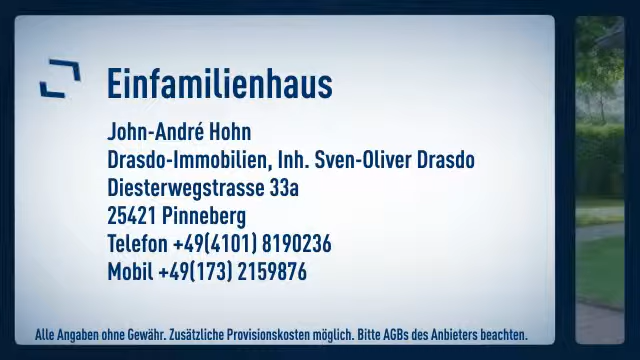 Einfamilienhaus
John-André Hohn
Drasdo-Immobilien, Inh. Sven-Oliver Drasdo
Diesterwegstrasse 33a
25421 Pinneberg
Telefon +49(4101) 8190236
Mobil +49(173) 2159876
Alle Angaben ohne Gewähr. Zusätzliche Provisionskosten möglich. Bitte AGBs des Anbieters beachten.